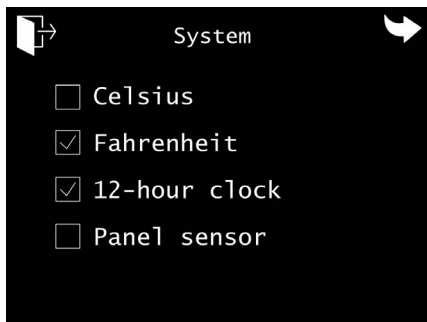 System
Celsius
Fahrenheit
12-hour clock
Panel sensor